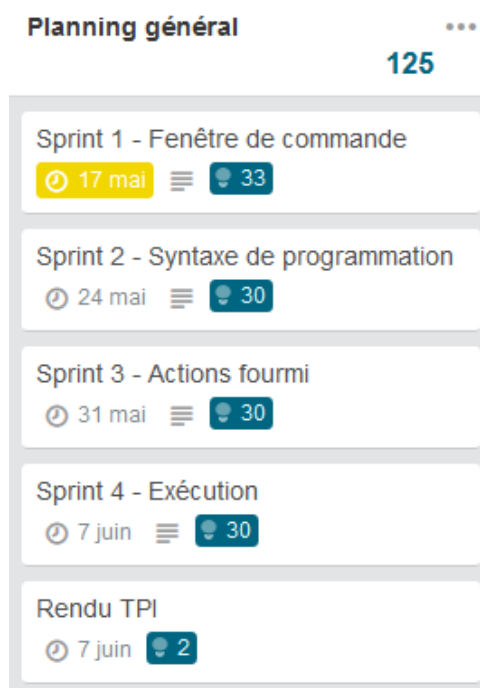 Planning général
125
Sprint 1 - Fenêtre de commande
17 mai 33
Sprint 2 - Syntaxe de programmation
24 mai 30
Sprint 3 - Actions fourmi
31 mai 30
Sprint 4 - Exécution
7 juin 30
Rendu TPI
7 juin 2